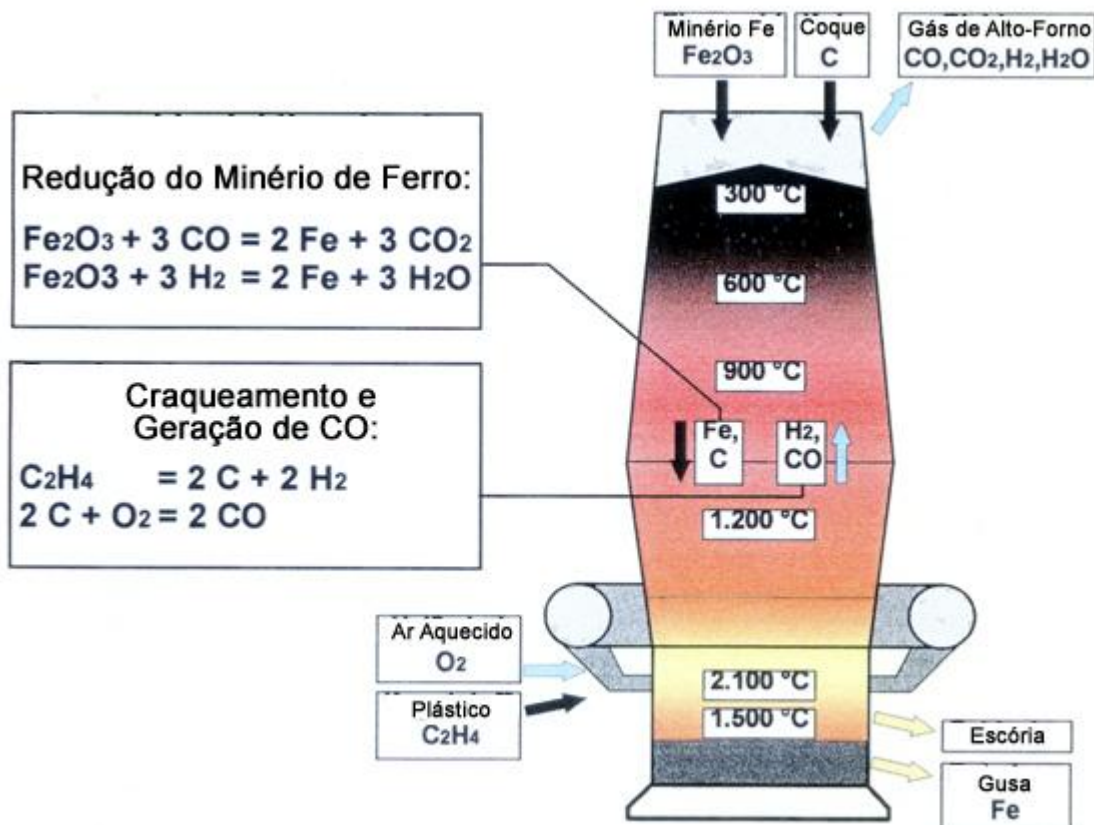 Minério Fe
Fe2O3
Coque
C
Gás de Alto-Forno
CO,CO2,H2,H2O
Redução do Minério de Ferro:
Fe2O3 + 3 CO = 2 Fe + 3 CO2
Fe2O3 + 3 H2 = 2 Fe + 3 H2O
300 °C
600 °C
900 °C
Craqueamento e
Geração de CO:
C2H4 = 2 C + 2 H2
2 C + O2 = 2 CO
Fe,
C
H2,
CO
1.200 °C
Ar Aquecido
O2
Plástico
C2H4
2.100 °C
1.500 °C
Escória
Gusa
Fe